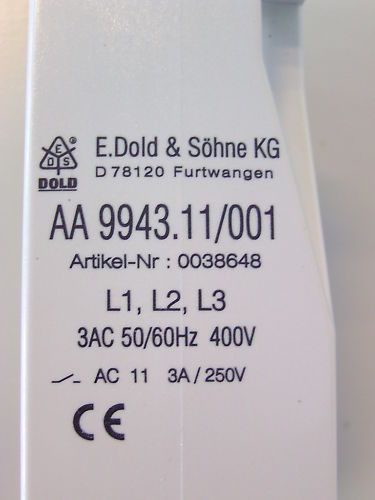 E D S ®
DOLD
E.Dold & Söhne KG
D 78120 Furtwangen
AA 9943.11/001
Artikel-Nr : 0038648
L1, L2, L3
3AC 50/60Hz 400V
AC 11 3A / 250V
CE